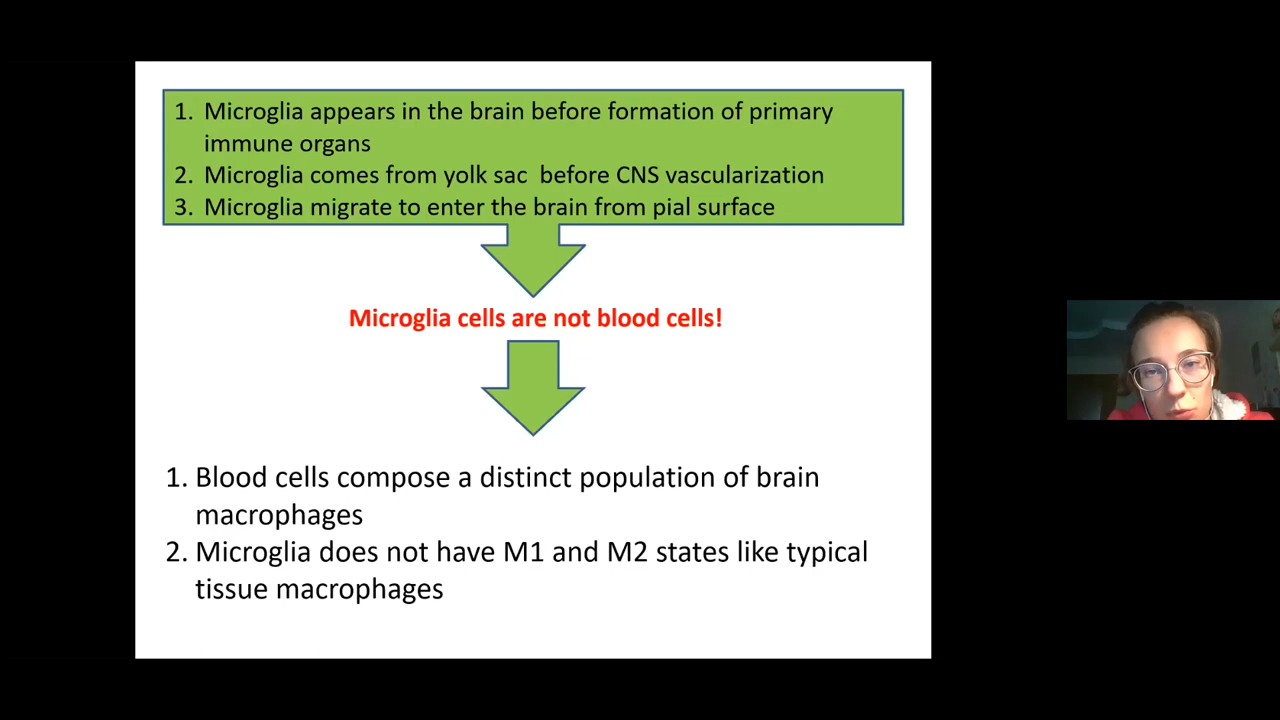 1. Microglia appears in the brain before formation of primary
immune organs
2. Microglia comes from yolk sac before CNS vascularization
3. Microglia migrate to enter the brain from pial surface
Microglia cells are not blood cells!
1. Blood cells compose a distinct population of brain
macrophages
2. Microglia does not have M1 and M2 states like typical
tissue macrophages